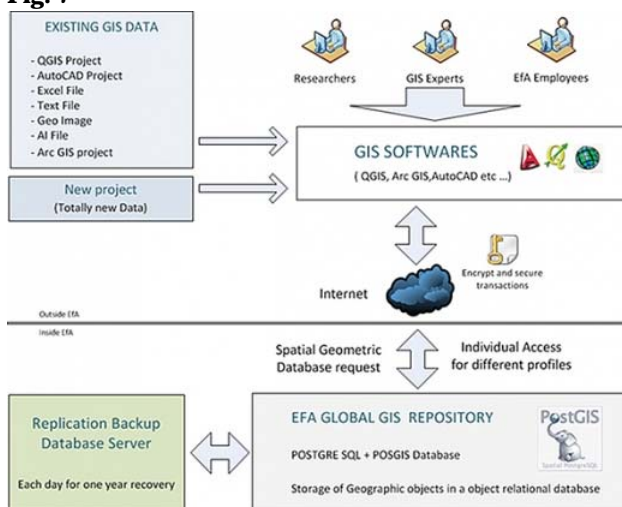 EXISTING GIS DATA
- QGIS Project
- AutoCAD Project
- Excel File
- Text File
- Geo Image
- AI File
- Arc GIS project
New project
(Totally new Data)
Researchers
GIS Experts
EfA Employees
GIS SOFTWARES
( QGIS, Arc GIS,AutoCAD etc ...)
Internet
Encrypt and secure
transactions
Outside EfA
Inside EFA
Spatial Geometric
Database request
Individual Access
for different profiles
Replication Backup
Database Server
Each day for one year recovery
EFA GLOBAL GIS REPOSITORY
POSTGRE SQL + POSGIS Database
Storage of Geographic objects in a object relational database
PostGIS
Spatial PostgreSQL